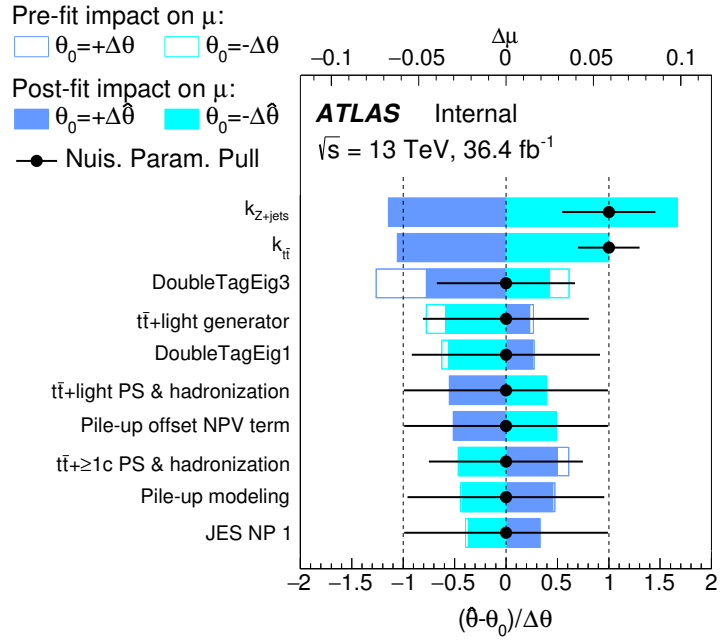 Pre-fit impact on μ:
θ₀=+Δθ θ₀=-Δθ
Post-fit impact on μ:
θ₀=+Δθ̂ θ₀=-Δθ̂
Nuis. Param. Pull
Δμ
−0.1 −0.05 0 0.05 0.1
ATLAS Internal
√s = 13 TeV, 36.4 fb⁻¹
k_{Z+jets}
k_{tt̄}
DoubleTagEig3
tt̄+light generator
DoubleTagEig1
tt̄+light PS & hadronization
Pile-up offset NPV term
tt̄+≥1c PS & hadronization
Pile-up modeling
JES NP 1
−2 −1.5 −1 −0.5 0 0.5 1 1.5 2
(θ̂-θ₀)/Δθ